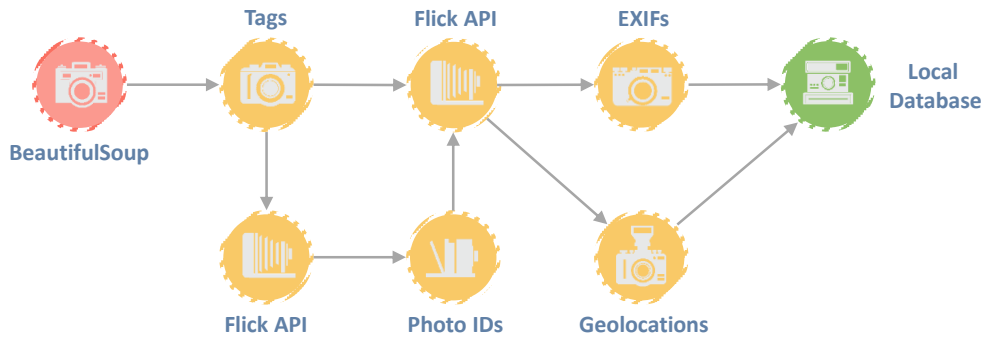 Tags
Flick API
EXIFs
Local
Database
BeautifulSoup
Flick API
Photo IDs
Geolocations